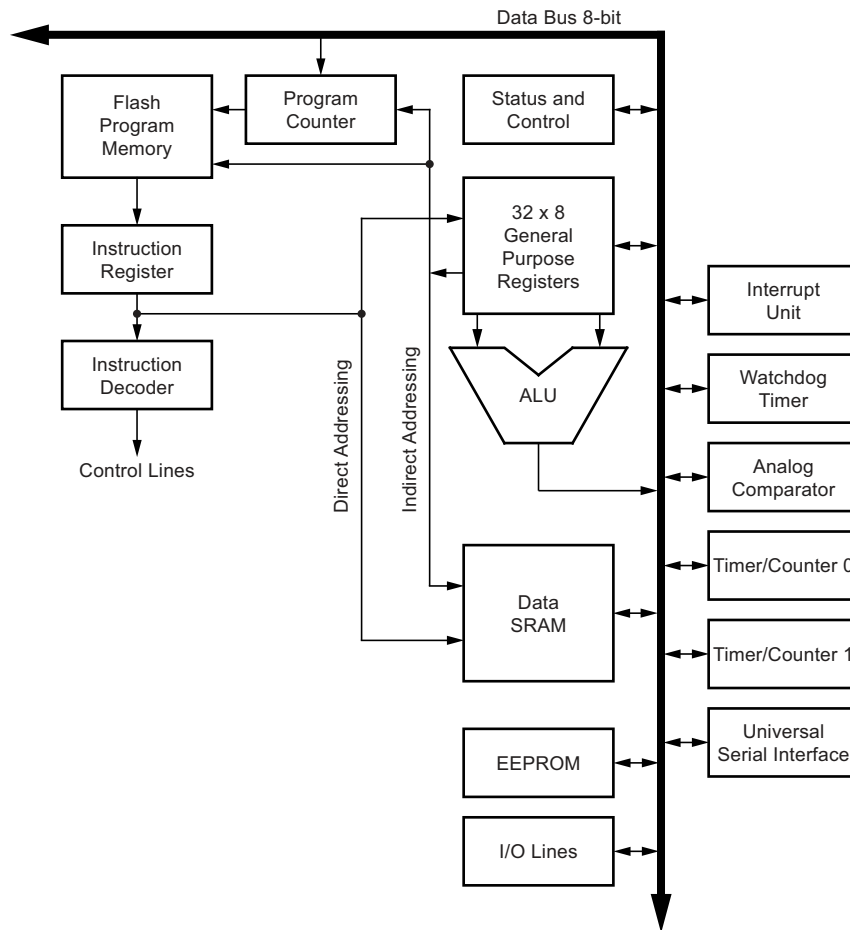 Data Bus 8-bit
Flash
Program
Memory
Program
Counter
Status and
Control
32 x 8
General
Purpose
Registers
Instruction
Register
Interrupt
Unit
Instruction
Decoder
Direct Addressing
Indirect Addressing
ALU
Watchdog
Timer
Control Lines
Analog
Comparator
Timer/Counter 0
Data
SRAM
Timer/Counter 1
Universal
Serial Interface
EEPROM
I/O Lines